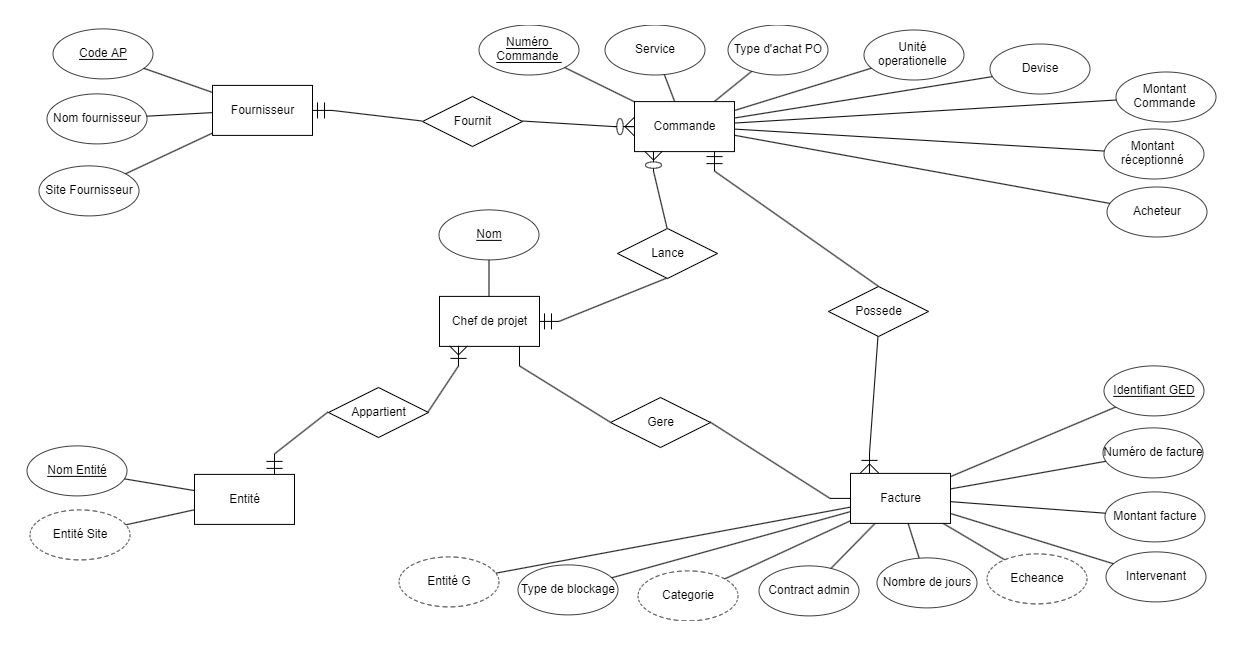 Code AP
Nom fournisseur
Site Fournisseur
Fournisseur
Fournit
Numéro
Commande
Service
Type d'achat PO
Unité
operationelle
Devise
Montant
Commande
Montant
réceptionné
Acheteur
Commande
Nom
Lance
Chef de projet
Possede
Appartient
Gere
Nom Entité
Entité
Entité Site
Identifiant GED
Numéro de facture
Facture
Montant facture
Intervenant
Entité G
Type de blockage
Categorie
Contract admin
Nombre de jours
Echeance